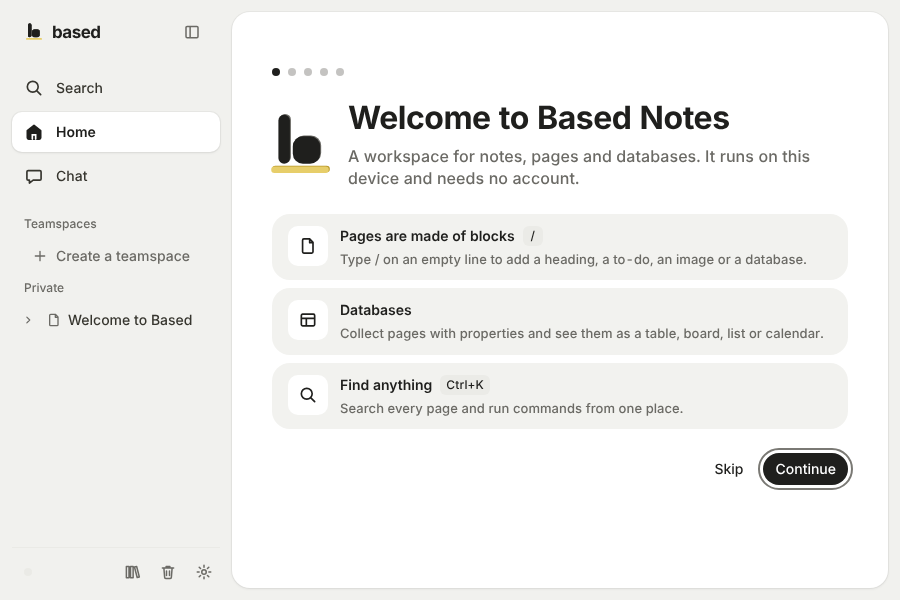 based
Search
Home
Chat
Teamspaces
Create a teamspace
Private
Welcome to Based
Welcome to Based Notes
A workspace for notes, pages and databases. It runs on this
device and needs no account.
Pages are made of blocks /
Type / on an empty line to add a heading, a to-do, an image or a database.
Databases
Collect pages with properties and see them as a table, board, list or calendar.
Find anything Ctrl+K
Search every page and run commands from one place.
Skip
Continue